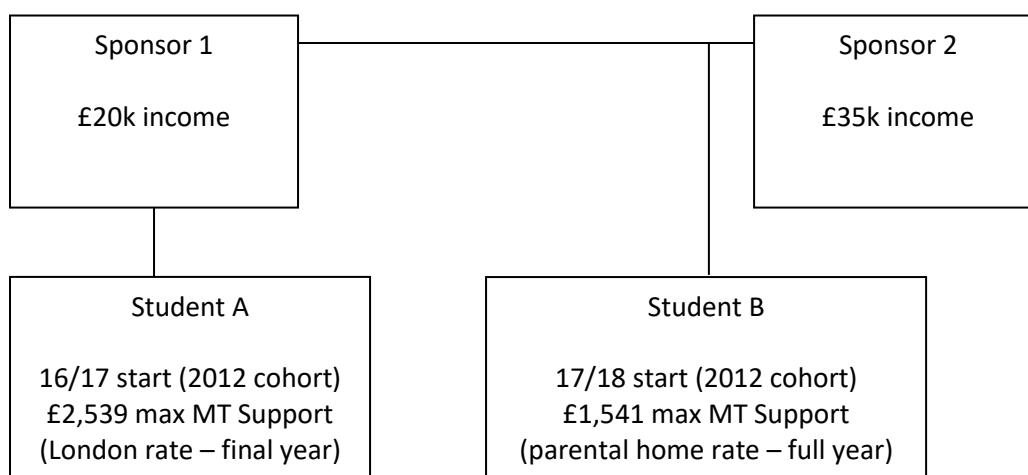 Sponsor 1
£20k income
Sponsor 2
£35k income
Student A
16/17 start (2012 cohort)
£2,539 max MT Support
(London rate – final year)
Student B
17/18 start (2012 cohort)
£1,541 max MT Support
(parental home rate – full year)